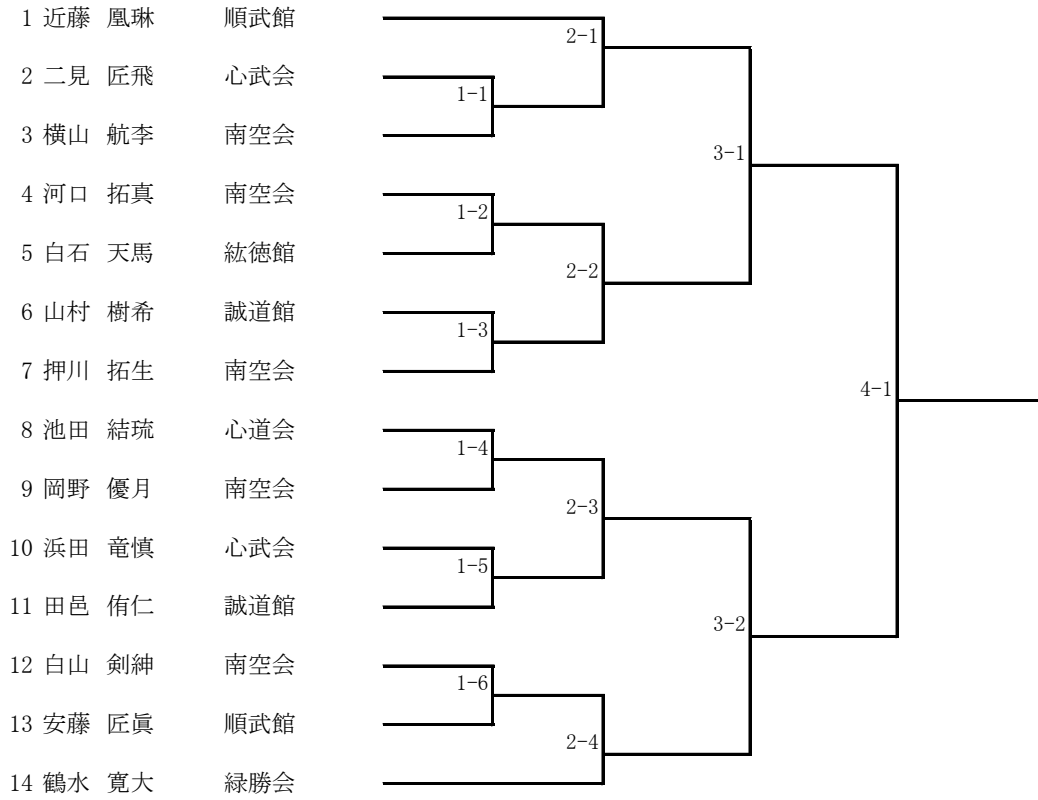 1 近藤 凰琳 順武館
2-1
2 二見 匠飛 心武会
1-1
3 横山 航李 南空会
3-1
4 河口 拓真 南空会
1-2
5 白石 天馬 紘徳館
2-2
6 山村 樹希 誠道館
1-3
7 押川 拓生 南空会
4-1
8 池田 結琉 心道会
1-4
9 岡野 優月 南空会
2-3
10 浜田 竜慎 心武会
1-5
11 田邑 侑仁 誠道館
3-2
12 白山 剣紳 南空会
1-6
13 安藤 匠眞 順武館
2-4
14 鶴水 寛大 緑勝会